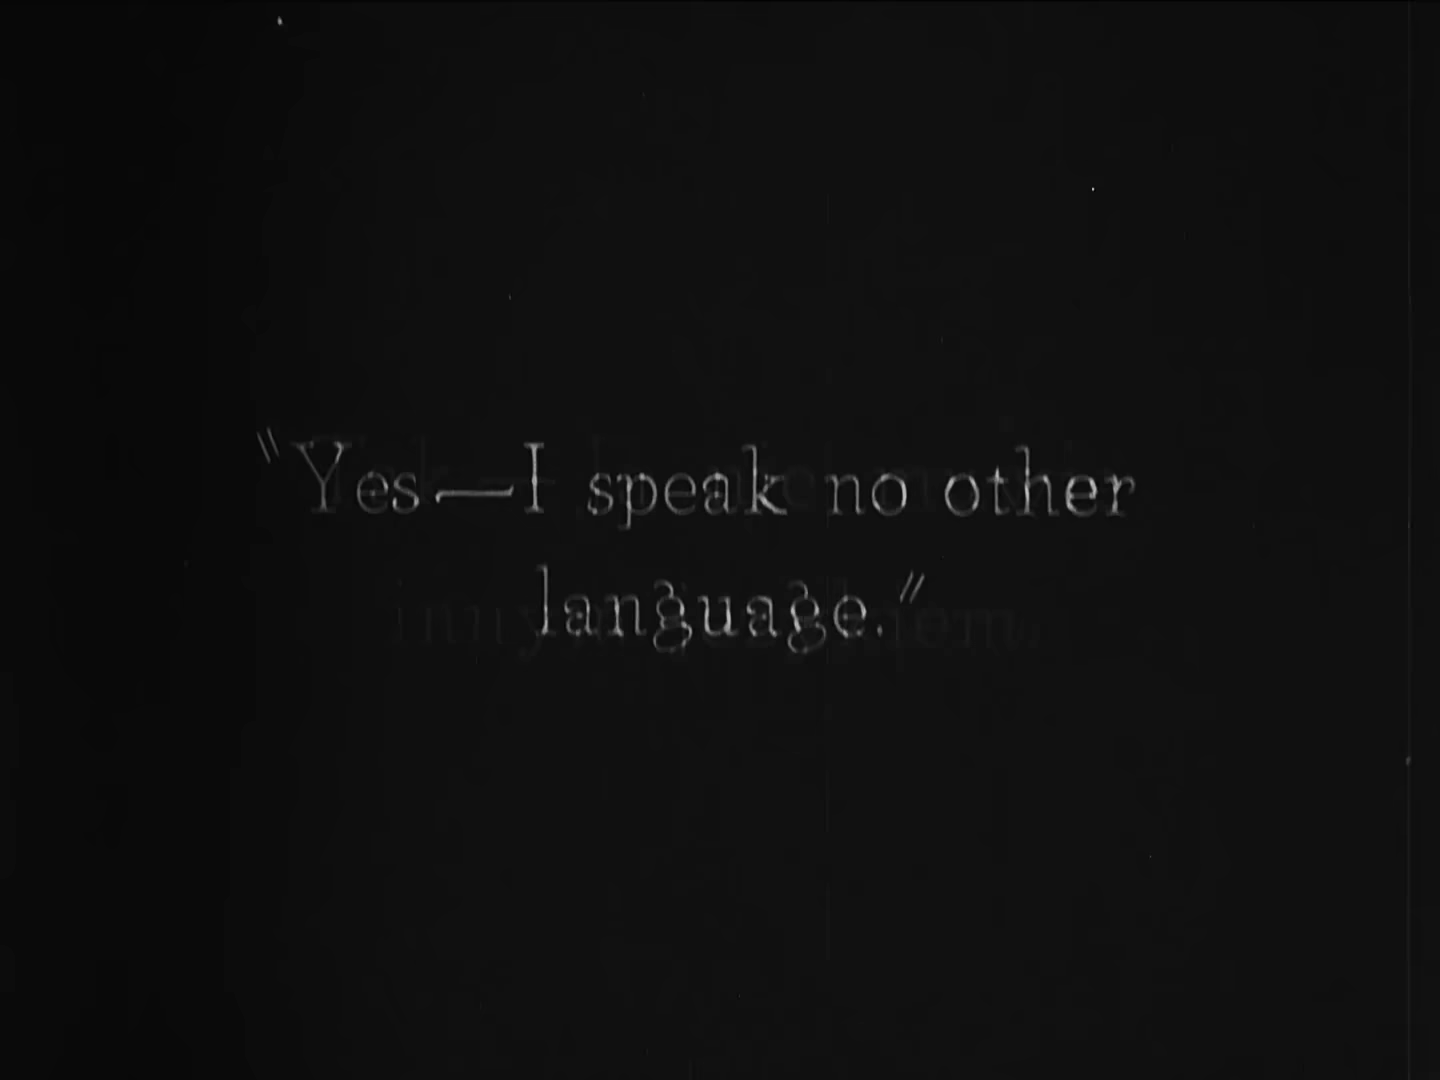 "Yes—I speak no other
language."